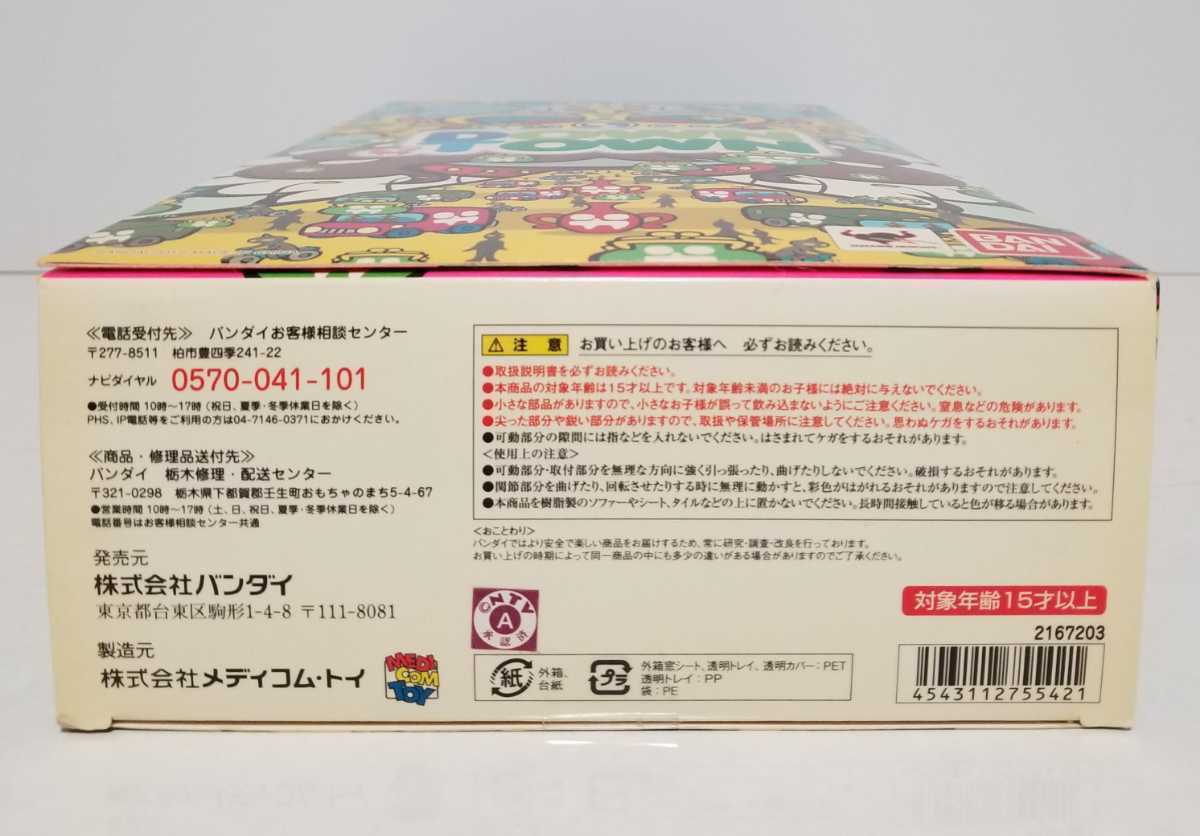 TOWN
BAN
DAI
≪電話受付先≫ バンダイお客様相談センター
〒277-8511 柏市豊四季241-22
ナビダイヤル 0570-041-101
●受付時間 10時〜17時 (祝日、夏季・冬季休業日を除く)
PHS、IP電話等をご利用の方は04-7146-0371におかけください。
≪商品・修理品送付先≫
バンダイ 栃木修理・配送センター
〒321-0298 栃木県下都賀郡壬生町おもちゃのまち5-4-67
●営業時間 10時〜17時 (土、日、祝日、夏季・冬季休業日を除く)
電話番号はお客様相談センター共通
発売元
株式会社バンダイ
東京都台東区駒形1-4-8 〒111-8081
製造元
株式会社メディコム・トイ
MEDI
COM
TOY
⚠注意 お買い上げのお客様へ 必ずお読みください。
●取扱説明書を必ずお読みください。
●本商品の対象年齢は15才以上です。対象年齢未満のお子様には絶対に与えないでください。
●小さな部品がありますので、小さなお子様が誤って飲み込まないようにご注意ください。窒息などの危険があります。
●尖った部分や鋭い部分がありますので、取扱や保管場所に注意してください。思わぬケガをするおそれがあります。
●可動部分の隙間には指などを入れないでください。はさまれてケガをするおそれがあります。
<使用上の注意>
●可動部分・取付部分を無理な方向に強く引っ張ったり、曲げたりしないでください。破損するおそれがあります。
●関節部分を曲げたり、回転させたりする時に無理に動かすと、彩色がはがれるおそれがありますので注意してください。
●本商品を樹脂製のソファーやシート、タイルなどの上に置かないでください。長時間接触していると色が移る場合があります。
<おことわり>
バンダイではより安全で楽しい商品をお届けするため、常に研究・調査・改良を行っております。
お買い上げの時期によって同一商品の中にも多少の違いがある場合がありますのでご了承ください。
©NTV
A
承認済
紙 外箱、
台紙
プラ 外箱窓シート、透明トレイ、透明カバー:PET
透明トレイ:PP
袋:PE
対象年齢15才以上
2167203
4543112755421